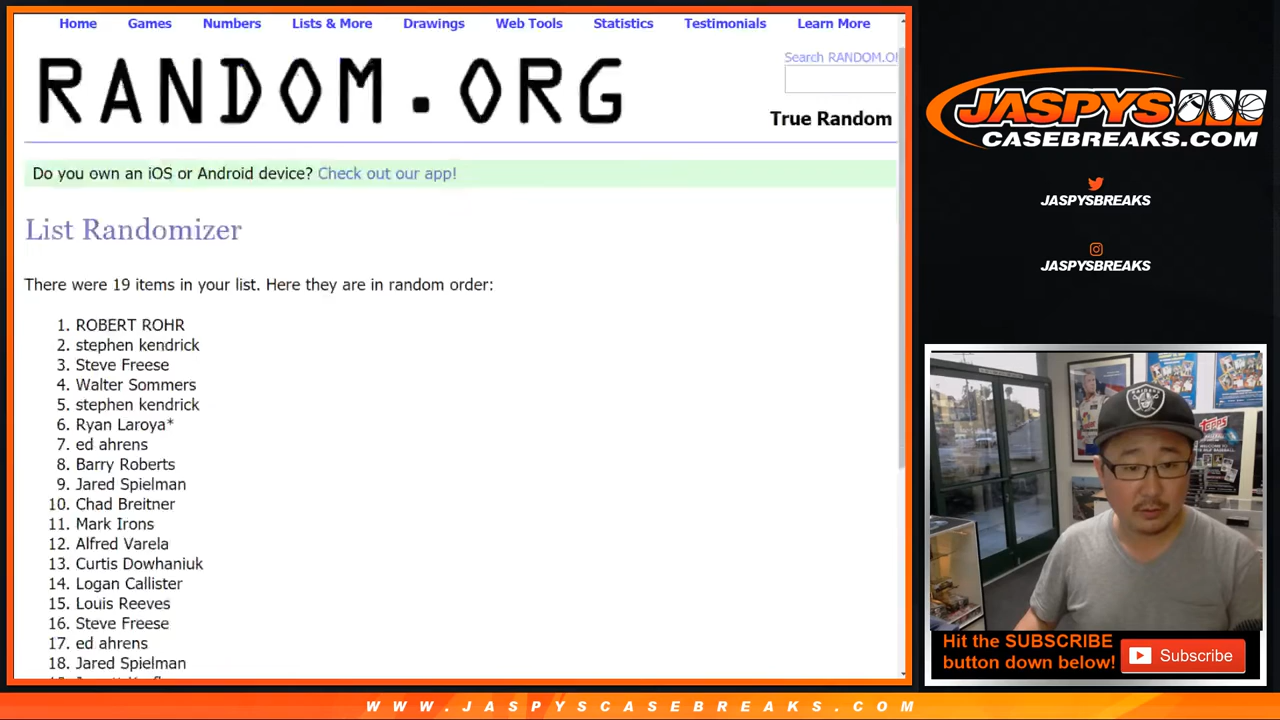 Home Games Numbers Lists & More Drawings Web Tools Statistics Testimonials Learn More
RANDOM.ORG
Search RANDOM.O
True Random
Do you own an iOS or Android device? Check out our app!
List Randomizer
There were 19 items in your list. Here they are in random order:
1. ROBERT ROHR
2. stephen kendrick
3. Steve Freese
4. Walter Sommers
5. stephen kendrick
6. Ryan Laroya*
7. ed ahrens
8. Barry Roberts
9. Jared Spielman
10. Chad Breitner
11. Mark Irons
12. Alfred Varela
13. Curtis Dowhaniuk
14. Logan Callister
15. Louis Reeves
16. Steve Freese
17. ed ahrens
18. Jared Spielman
JASPYS
CASEBREAKS.COM
JASPYSBREAKS
JASPYSBREAKS
RAIDERS
TOPPS
Hit the SUBSCRIBE
button down below!
Subscribe
WWW.JASPYSCASEBREAKS.COM